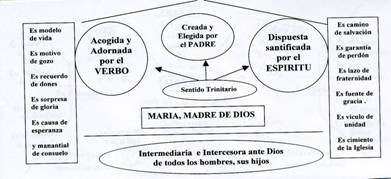 Es modelo
de vida
Es motivo
de gozo
Es recuerdo
de dones
Es sorpresa
de gloria
Es causa de
esperanza
y manantial
de consuelo
Acogida y
Adornada
por el
VERBO
Creada y
Elegida por
el PADRE
Dispuesta
santificada
por el
ESPIRITU
Sentido Trinitario
MARIA, MADRE DE DIOS
Intermediaria e Intercesora ante Dios
de todos los hombres, sus hijos
Es camino
de salvación
Es garantía
de perdón
Es lazo de
fraternidad
Es fuente de
gracia .
Es vículo de
unidad
Es cimiento de
la Iglesia